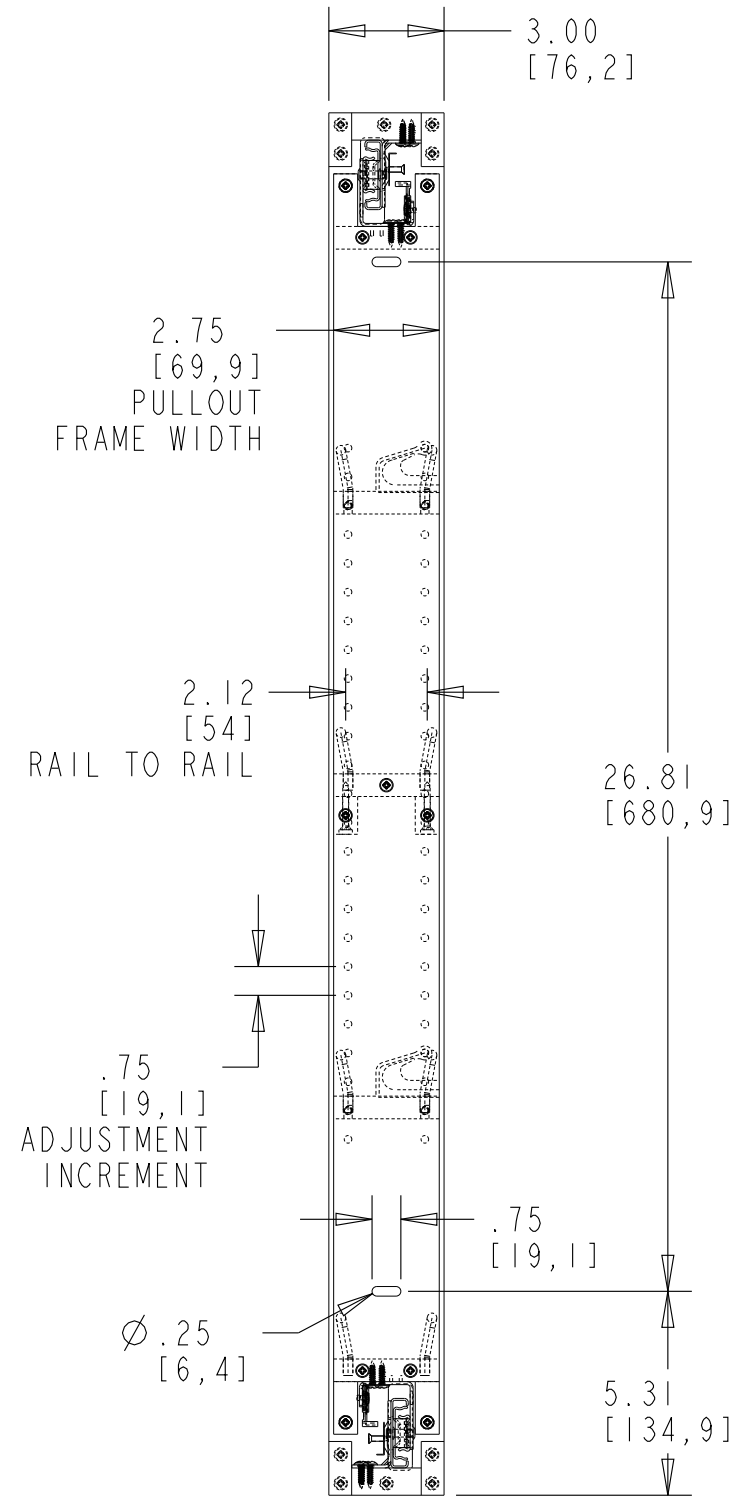 3.00
[76,2]
2.75
[69,9]
PULLOUT
FRAME WIDTH
2.12
[54]
RAIL TO RAIL
26.81
[680,9]
.75
[19,1]
ADJUSTMENT
INCREMENT
.75
[19,1]
Ø.25
[6,4]
5.31
[134,9]